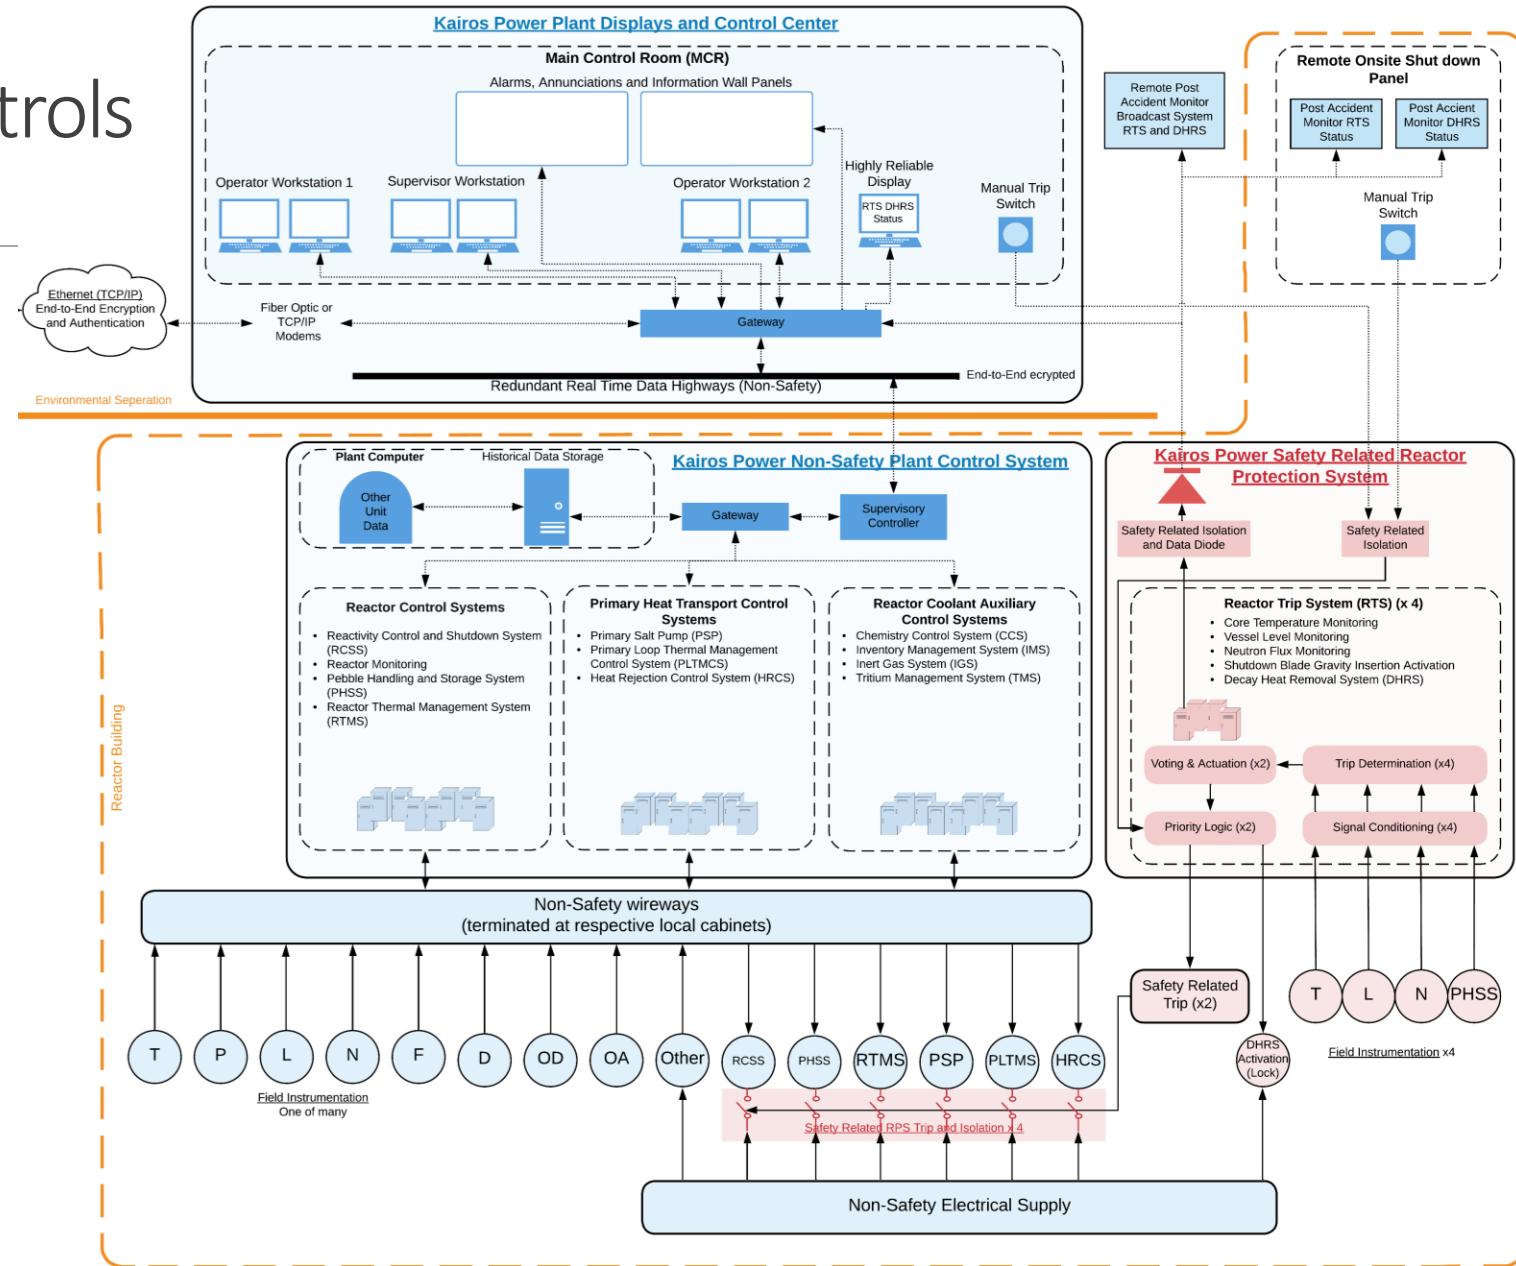 trols
Kairos Power Plant Displays and Control Center
Main Control Room (MCR)
Alarms, Annunciations and Information Wall Panels
Operator Workstation 1
Supervisor Workstation
Operator Workstation 2
Highly Reliable
Display
RTS DHRS
Status
Manual Trip
Switch
Remote Post
Accident Monitor
Broadcast System
RTS and DHRS
Remote Onsite Shut down
Panel
Post Accident
Monitor RTS
Status
Post Accient
Monitor DHRS
Status
Manual Trip
Switch
Ethernet (TCP/IP)
End-to-End Encryption
and Authentication
Fiber Optic or
TCP/IP
Modems
Gateway
End-to-End ecrypted
Redundant Real Time Data Highways (Non-Safety)
Environmental Seperation
Reactor Building
Plant Computer
Historical Data Storage
Other
Unit
Data
Kairos Power Non-Safety Plant Control System
Gateway
Supervisory
Controller
Reactor Control Systems
• Reactivity Control and Shutdown System
(RCSS)
• Reactor Monitoring
• Pebble Handling and Storage System
(PHSS)
• Reactor Thermal Management System
(RTMS)
Primary Heat Transport Control
Systems
• Primary Salt Pump (PSP)
• Primary Loop Thermal Management
Control System (PLTMCS)
• Heat Rejection Control System (HRCS)
Reactor Coolant Auxiliary
Control Systems
• Chemistry Control System (CCS)
• Inventory Management System (IMS)
• Inert Gas System (IGS)
• Tritium Management System (TMS)
Kairos Power Safety Related Reactor
Protection System
Safety Related Isolation
and Data Diode
Safety Related
Isolation
Reactor Trip System (RTS) (x 4)
• Core Temperature Monitoring
• Vessel Level Monitoring
• Neutron Flux Monitoring
• Shutdown Blade Gravity Insertion Activation
• Decay Heat Removal System (DHRS)
Voting & Actuation (x2)
Trip Determination (x4)
Priority Logic (x2)
Signal Conditioning (x4)
Non-Safety wireways
(terminated at respective local cabinets)
Safety Related
Trip (x2)
T
L
N
PHSS
Field Instrumentation x4
DHRS
Activation
(Lock)
T
P
L
N
F
D
OD
OA
Other
RCSS
PHSS
RTMS
PSP
PLTMS
HRCS
Field Instrumentation
One of many
Safety Related RPS Trip and Isolation x 4
Non-Safety Electrical Supply